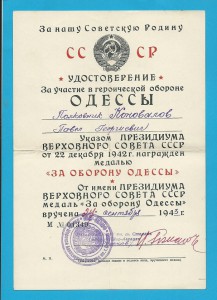 За нашу Советскую Родину
СС СР
УДОСТОВЕРЕНИЕ
За участие в героической обороне
ОДЕССЫ
Полковник Коновалов
Павел
Указом ПРЕЗИДИУМА
ВЕРХОВНОГО СОВЕТА СССР
от 22 декабря 1942 г. награжден
медалью
„ЗА ОБОРОНУ ОДЕССЫ”
От имени ПРЕЗИДИУМА
ВЕРХОВНОГО СОВЕТА СССР
медаль „За оборону Одессы”
вручена сентября 1943 г.
М №
М. П.